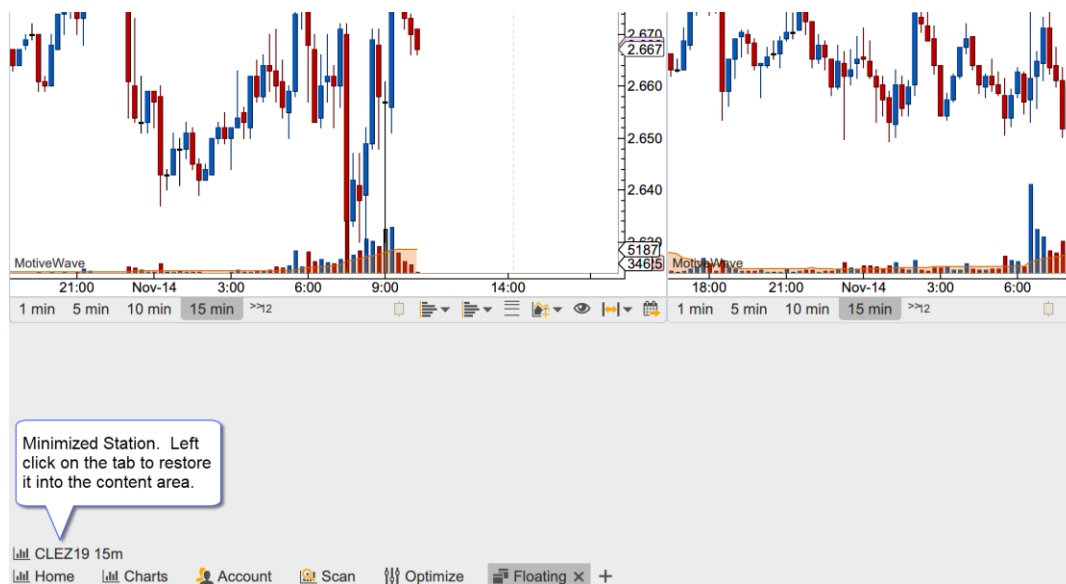 2.670
2.667
2.660
2.650
2.640
5187
34615
MotiveWave
21:00 Nov-14 3:00 6:00 9:00 14:00
1 min 5 min 10 min 15 min >>12
MotiveWave
18:00 21:00 Nov-14 3:00 6:00
1 min 5 min 10 min 15 min >>12
Minimized Station. Left
click on the tab to restore
it into the content area.
CLEZ19 15m
Home Charts Account Scan Optimize Floating × +